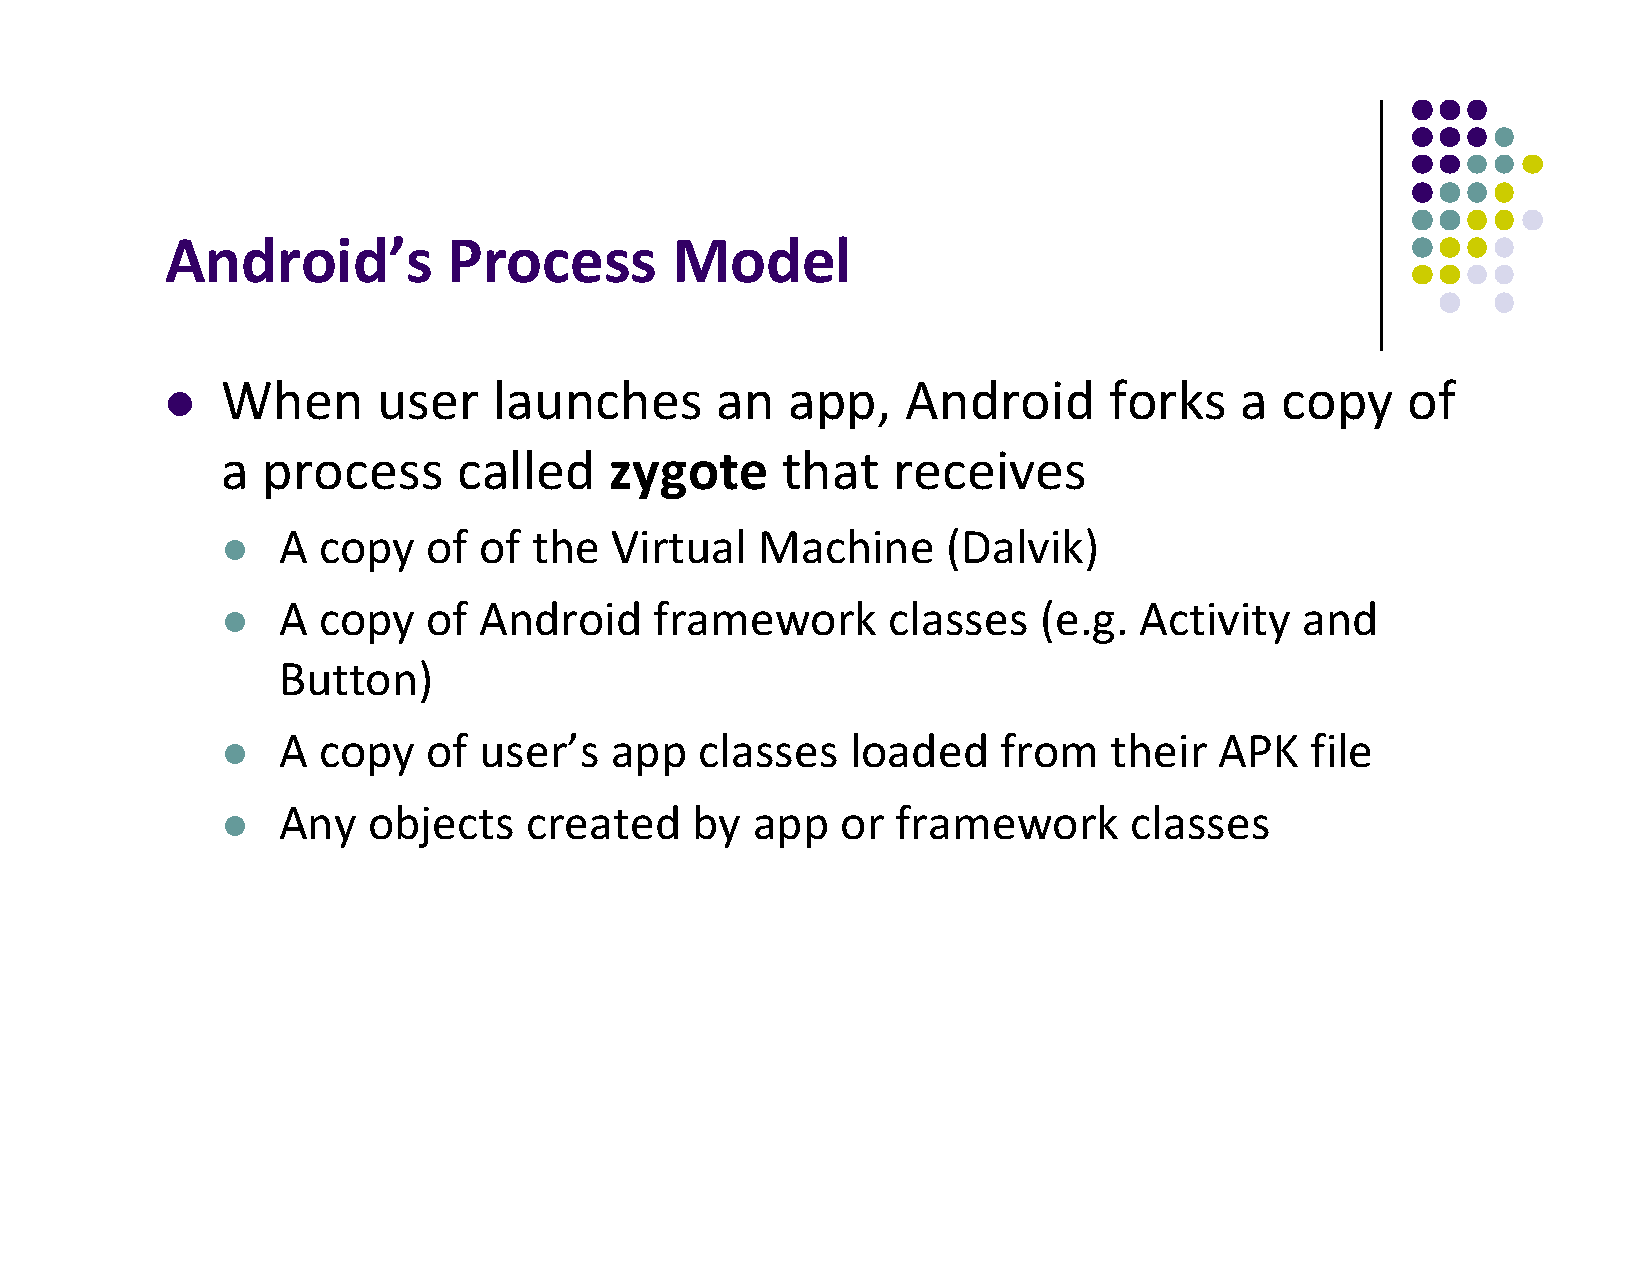 Android’s Process Model
● When user launches an app, Android forks a copy of
a process called zygote that receives
● A copy of of the Virtual Machine (Dalvik)
● A copy of Android framework classes (e.g. Activity and
Button)
● A copy of user’s app classes loaded from their APK file
● Any objects created by app or framework classes